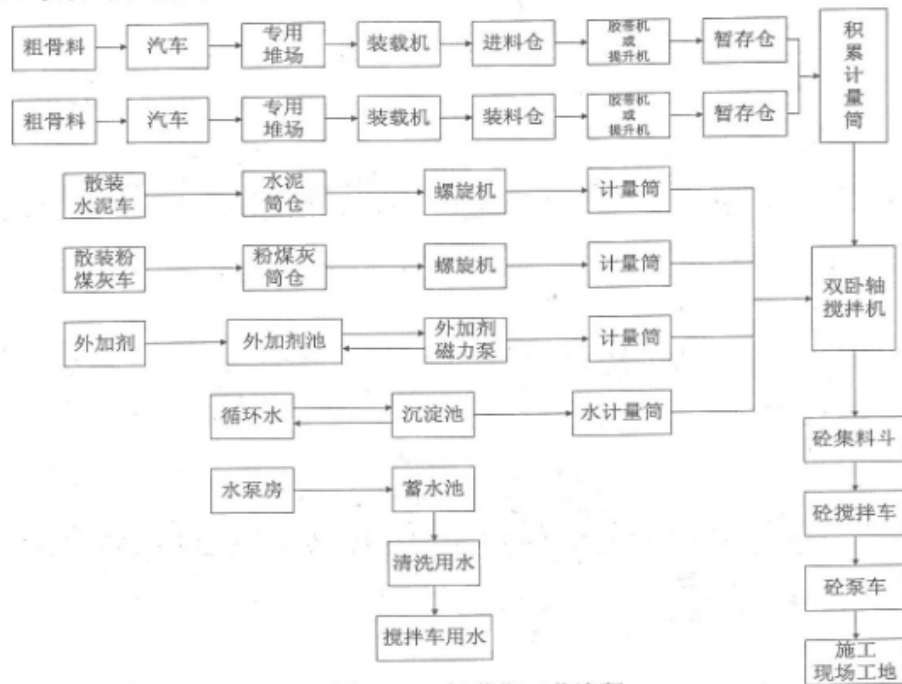 粗骨料
汽车
专用
堆场
装载机
进料仓
胶带机
或
提升机
暂存仓
积
累
计
量
筒
粗骨料
汽车
专用
堆场
装载机
装料仓
胶带机
或
提升机
暂存仓
散装
水泥车
水泥
筒仓
螺旋机
计量筒
散装粉
煤灰车
粉煤灰
筒仓
螺旋机
计量筒
双卧轴
搅拌机
外加剂
外加剂池
外加剂
磁力泵
计量筒
循环水
沉淀池
水计量筒
砼集料斗
水泵房
蓄水池
砼搅拌车
清洗用水
砼泵车
搅拌车用水
施工
现场工地